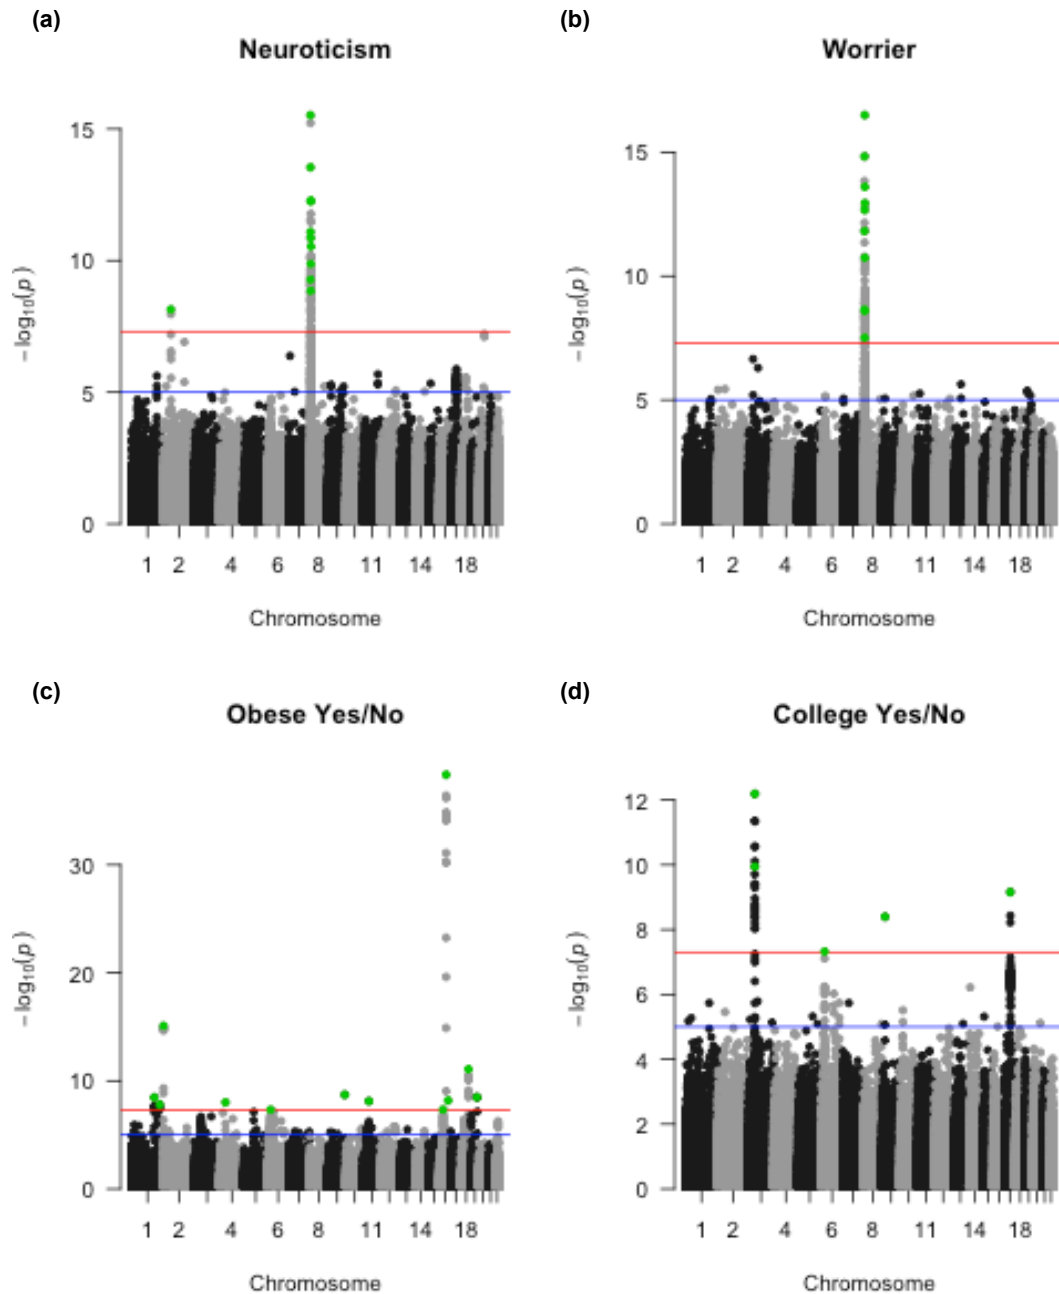 (a)
Neuroticism
15
10
5
0
−log10(p)
1 2 4 6 8 11 14 18
Chromosome
(b)
Worrier
15
10
5
0
−log10(p)
1 2 4 6 8 11 14 18
Chromosome
(c)
Obese Yes/No
30
20
10
0
−log10(p)
1 2 4 6 8 11 14 18
Chromosome
(d)
College Yes/No
12
10
8
6
4
2
0
−log10(p)
1 2 4 6 8 11 14 18
Chromosome